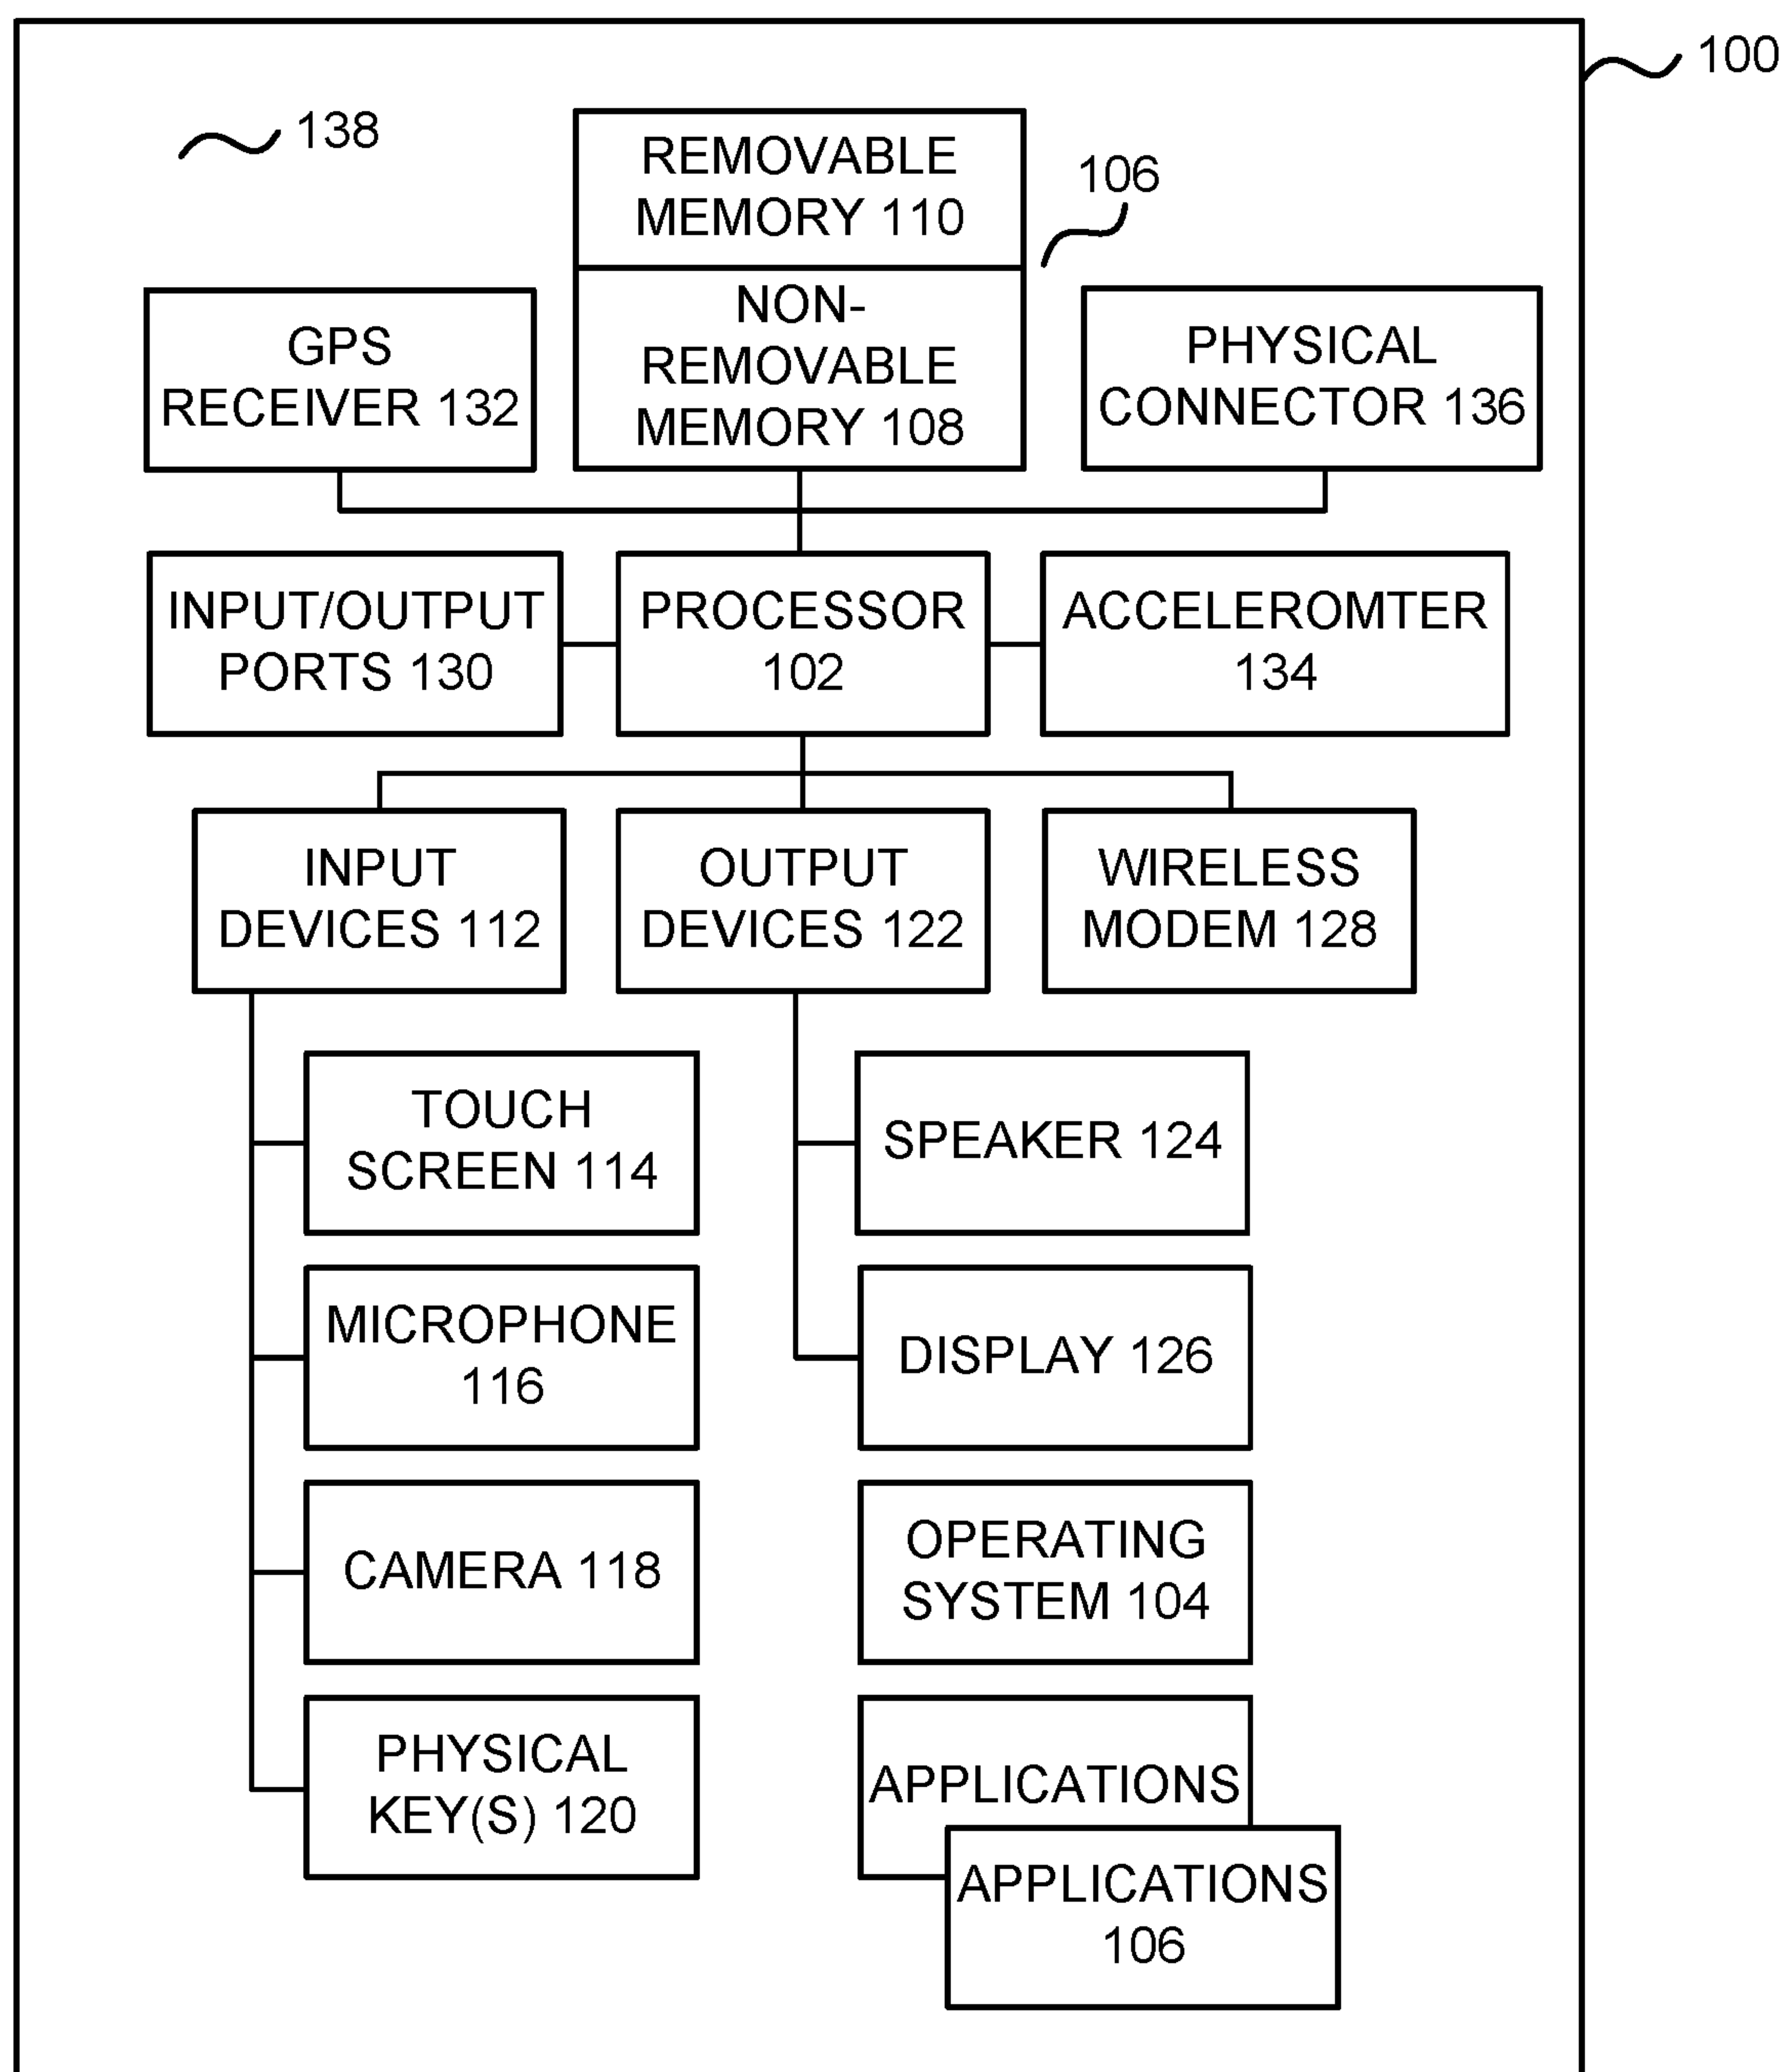 100
138
REMOVABLE
MEMORY 110
106
NON-
REMOVABLE
MEMORY 108
GPS
RECEIVER 132
PHYSICAL
CONNECTOR 136
INPUT/OUTPUT
PORTS 130
PROCESSOR
102
ACCELEROMTER
134
INPUT
DEVICES 112
OUTPUT
DEVICES 122
WIRELESS
MODEM 128
TOUCH
SCREEN 114
SPEAKER 124
MICROPHONE
116
DISPLAY 126
CAMERA 118
OPERATING
SYSTEM 104
PHYSICAL
KEY(S) 120
APPLICATIONS
APPLICATIONS
106